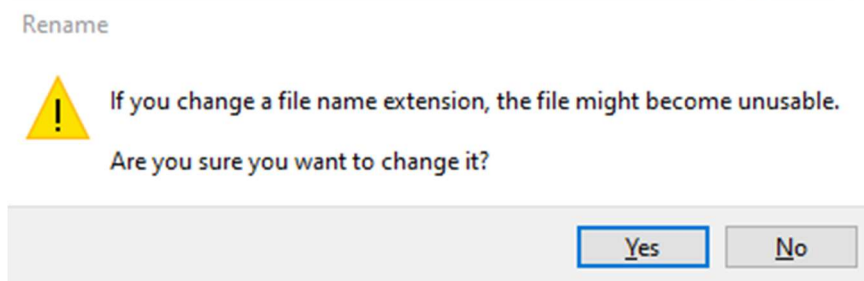 Rename
If you change a file name extension, the file might become unusable.
Are you sure you want to change it?
Yes
No